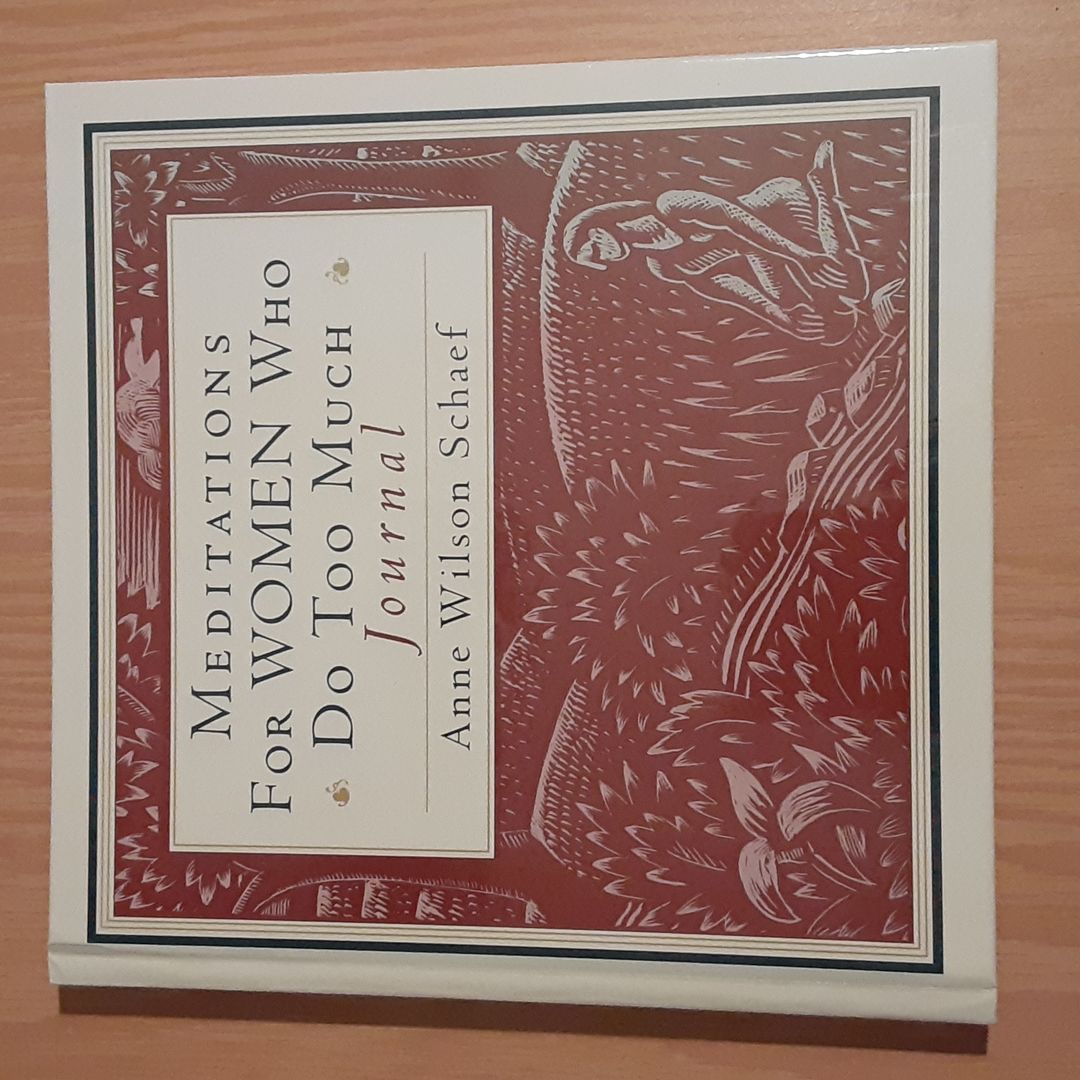 MEDITATIONS
FOR WOMEN WHO
DO TOO MUCH
Journal
Anne Wilson Schaef